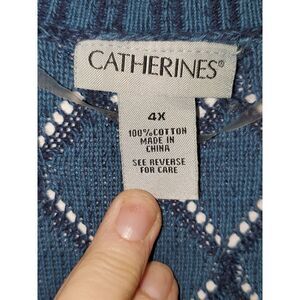 CATHERINES®
4X
100% COTTON
MADE IN
CHINA
SEE REVERSE
FOR CARE